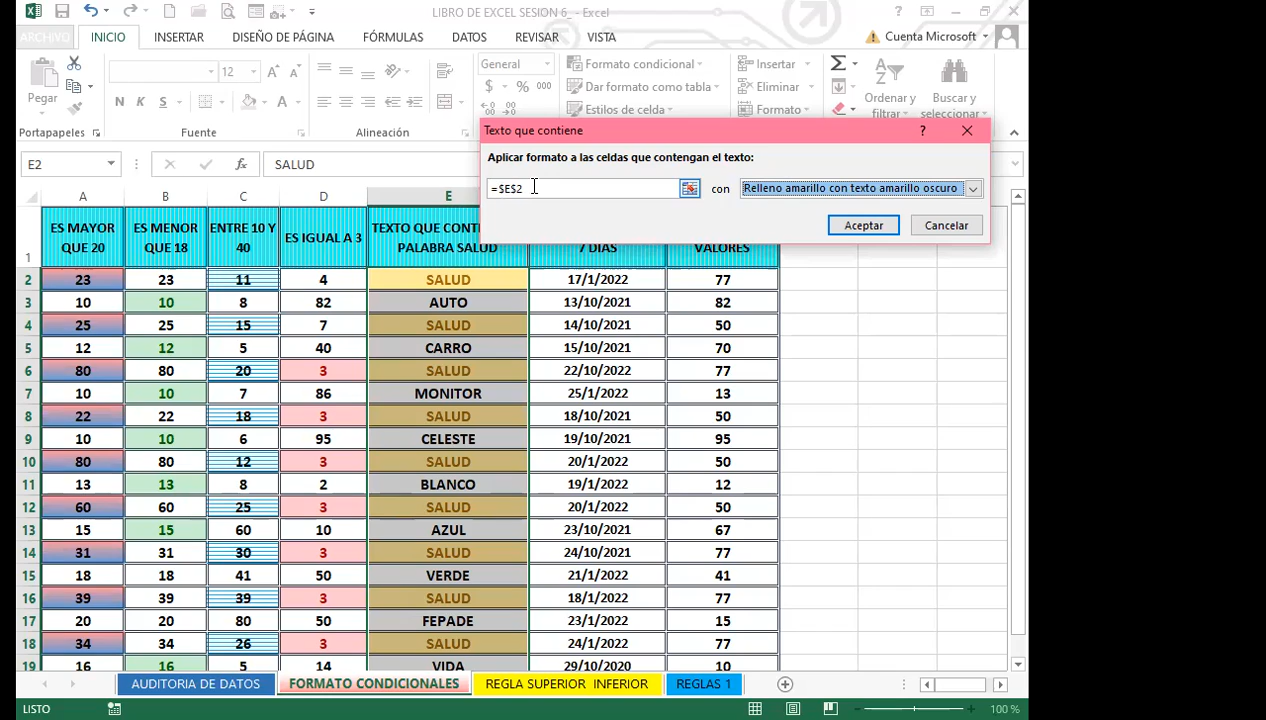 LIBRO DE EXCEL SESION 6_ - Excel
ARCHIVO INICIO INSERTAR DISEÑO DE PÁGINA FÓRMULAS DATOS REVISAR VISTA Cuenta Microsoft
Pegar
12
N K S A
General
$ % 000
Formato condicional
Dar formato como tabla
Estilos de celda
Insertar
Eliminar
Formato
Ordenar y filtrar
Buscar y seleccionar
Portapapeles Fuente Alineación
Texto que contiene
Aplicar formato a las celdas que contengan el texto:
=$E$2 con Relleno amarillo con texto amarillo oscuro
Aceptar Cancelar
E2 SALUD
A B C D E
1 ES MAYOR QUE 20 ES MENOR QUE 18 ENTRE 10 Y 40 ES IGUAL A 3 PALABRA SALUD 7 DIAS VALORES
2 23 23 11 4 SALUD 17/1/2022 77
3 10 10 8 82 AUTO 13/10/2021 82
4 25 25 15 7 SALUD 14/10/2021 50
5 12 12 5 40 CARRO 15/10/2021 70
6 80 80 20 3 SALUD 22/10/2021 77
7 10 10 7 86 MONITOR 25/1/2022 13
8 22 22 18 3 SALUD 18/10/2021 50
9 10 10 6 95 CELESTE 19/10/2021 95
10 80 80 12 3 SALUD 20/1/2022 50
11 13 13 8 2 BLANCO 19/1/2022 12
12 60 60 25 3 SALUD 20/1/2022 50
13 15 15 60 10 AZUL 23/10/2021 67
14 31 31 30 3 SALUD 24/10/2021 77
15 18 18 41 50 VERDE 21/1/2022 41
16 39 39 39 3 SALUD 18/1/2022 77
17 20 20 80 50 FEPADE 23/1/2022 15
18 34 34 26 3 SALUD 24/1/2022 77
19 16 16 5 14 VIDA 29/10/2020 10
AUDITORIA DE DATOS FORMATO CONDICIONALES REGLA SUPERIOR INFERIOR REGLAS 1
LISTO 100 %